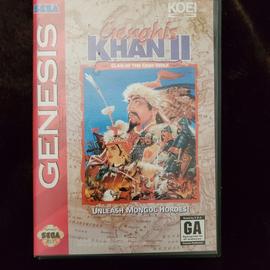 SEGA
GENESIS
KOEI
Genghis
KHAN II
CLAN OF THE GRAY WOLF
UNLEASH MONGOL HORDES!
GA
SEGA